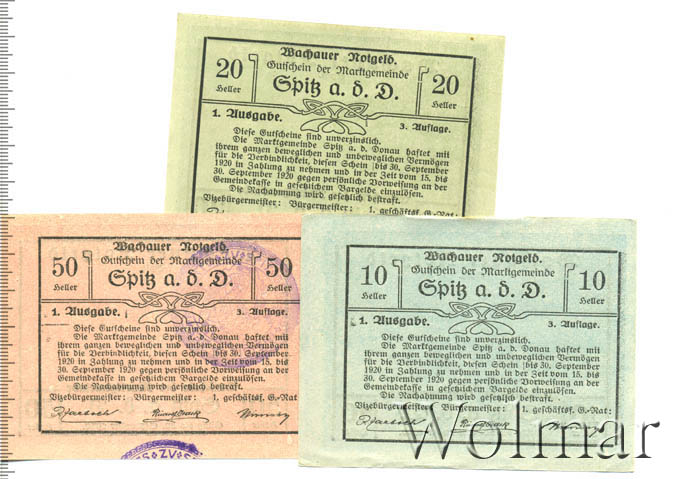 Wachauer Notgeld.
20 Gutschein der Marktgemeinde 20
Heller Spitz a. d. D. Heller
1. Ausgabe. 3. Auflage.
Diese Gutscheine sind unverzinslich.
Die Marktgemeinde Spitz a. d. Donau haftet mit
ihrem ganzen beweglichen und unbeweglichen Vermögen
für die Verbindlichkeit, diesen Schein bis 30. September
1920 in Zahlung zu nehmen und in der Zeit vom 15. bis
30. September 1920 gegen persönliche Vorweisung an der
Gemeindekasse in gesetzlichem Bargelde einzulösen.
Die Nachahmung wird gesetzlich bestraft.
Vizebürgermeister: Bürgermeister: 1. geschäftsf. G.-Rat:
Wachauer Notgeld.
50 Gutschein der Marktgemeinde 50
Heller Spitz a. d. D. Heller
1. Ausgabe. 3. Auflage.
Diese Gutscheine sind unverzinslich.
Die Marktgemeinde Spitz a. d. Donau haftet mit
ihrem ganzen beweglichen und unbeweglichen Vermögen
für die Verbindlichkeit, diesen Schein bis 30. September
1920 in Zahlung zu nehmen und in der Zeit vom 15. bis
30. September 1920 gegen persönliche Vorweisung an der
Gemeindekasse in gesetzlichem Bargelde einzulösen.
Die Nachahmung wird gesetzlich bestraft.
Vizebürgermeister: Bürgermeister: 1. geschäftsf. G.-Rat:
Wachauer Notgeld.
10 Gutschein der Marktgemeinde 10
Heller Spitz a. d. D. Heller
1. Ausgabe. 3. Auflage.
Diese Gutscheine sind unverzinslich.
Die Marktgemeinde Spitz a. d. Donau haftet mit
ihrem ganzen beweglichen und unbeweglichen Vermögen
für die Verbindlichkeit, diesen Schein bis 30. September
1920 in Zahlung zu nehmen und in der Zeit vom 15. bis
30. September 1920 gegen persönliche Vorweisung an der
Gemeindekasse in gesetzlichem Bargelde einzulösen.
Die Nachahmung wird gesetzlich bestraft.
Vizebürgermeister: Bürgermeister: 1. geschäftsf. G.-Rat:
Wolmar